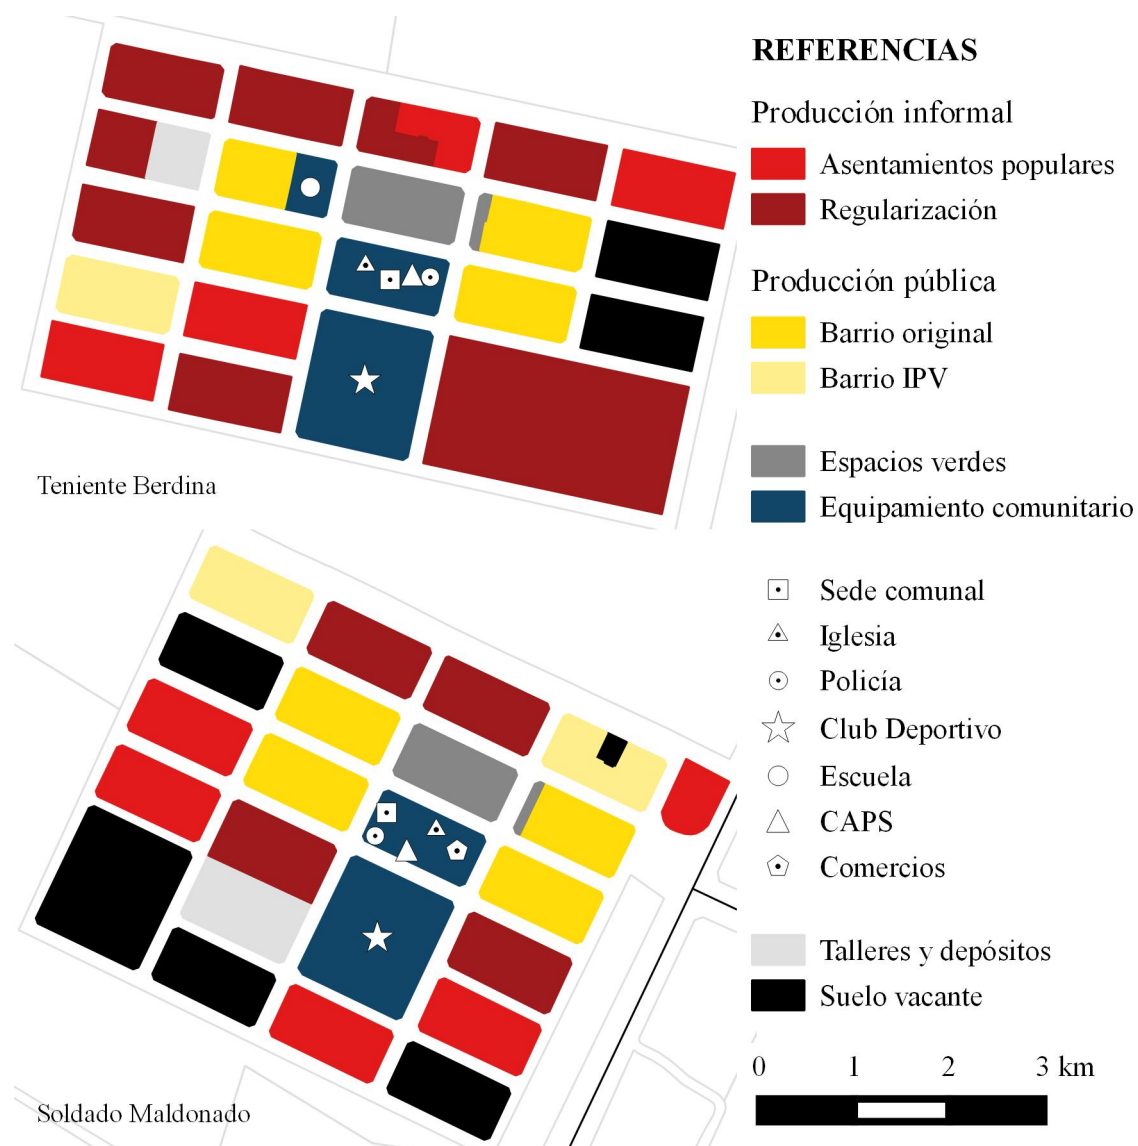 REFERENCIAS
Producción informal
Asentamientos populares
Regularización
Producción pública
Barrio original
Barrio IPV
Espacios verdes
Equipamiento comunitario
Sede comunal
Iglesia
Policía
Club Deportivo
Escuela
CAPS
Comercios
Talleres y depósitos
Suelo vacante
0 1 2 3 km
Teniente Berdina
Soldado Maldonado